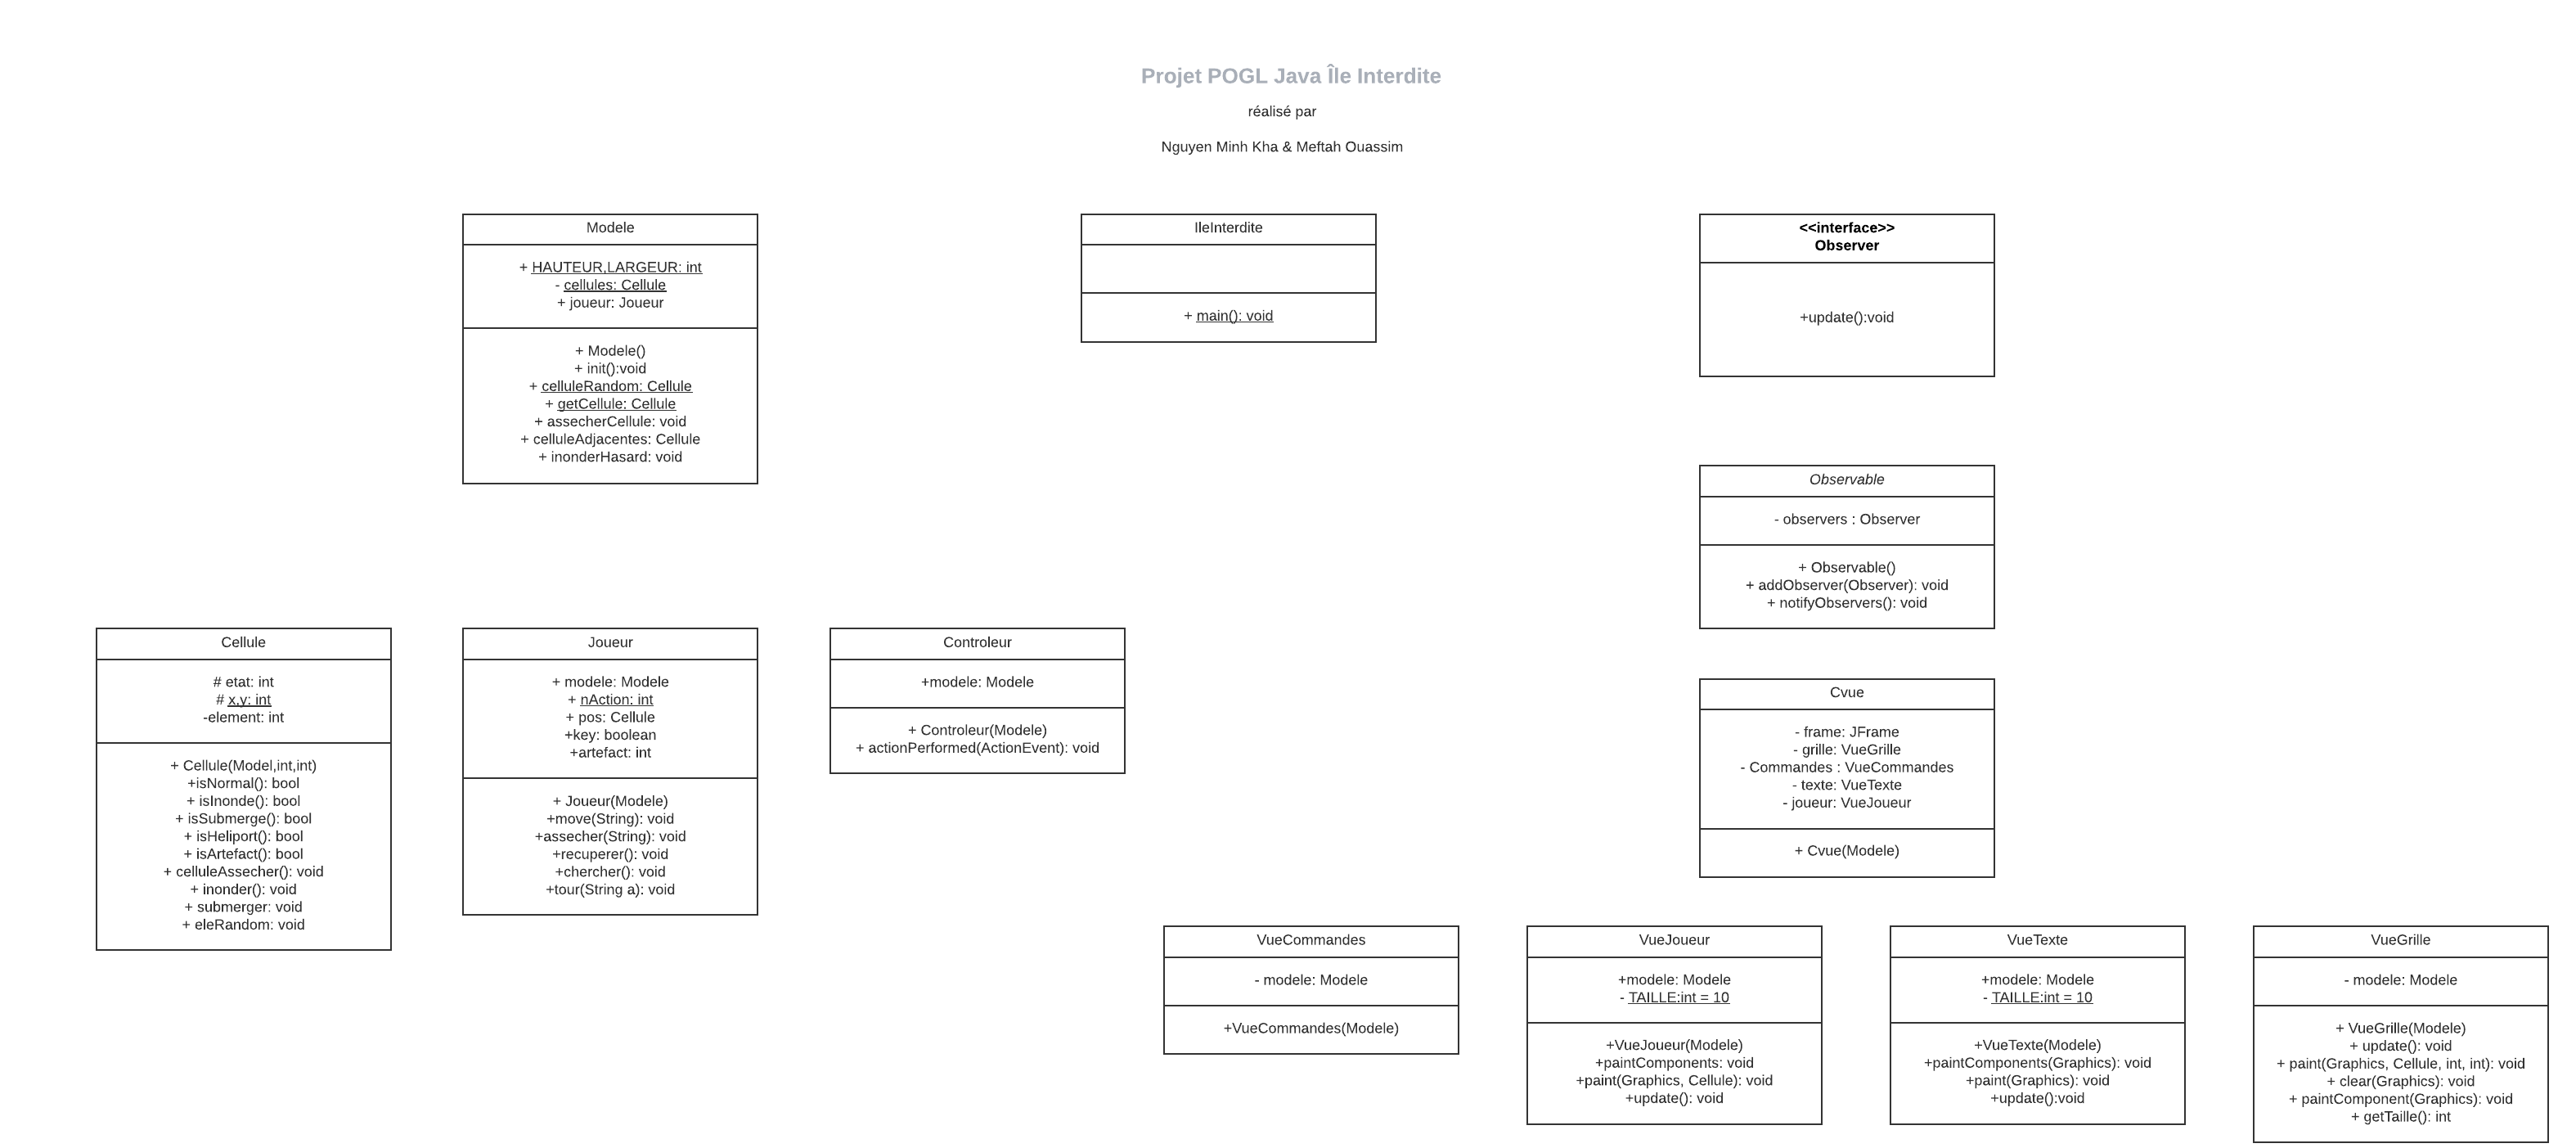 Projet POGL Java Île Interdite
réalisé par
Nguyen Minh Kha & Meftah Ouassim
Modele
+ HAUTEUR,LARGEUR: int
- cellules: Cellule
+ joueur: Joueur
+ Modele()
+ init():void
+ celluleRandom: Cellule
+ getCellule: Cellule
+ assecherCellule: void
+ celluleAdjacentes: Cellule
+ inonderHasard: void
IleInterdite
+ main(): void
<<interface>>
Observer
+update():void
Observable
- observers : Observer
+ Observable()
+ addObserver(Observer): void
+ notifyObservers(): void
Cellule
# etat: int
# x,y: int
-element: int
+ Cellule(Model,int,int)
+isNormal(): bool
+ isInonde(): bool
+ isSubmerge(): bool
+ isHeliport(): bool
+ isArtefact(): bool
+ celluleAssecher(): void
+ inonder(): void
+ submerger: void
+ eleRandom: void
Joueur
+ modele: Modele
+ nAction: int
+ pos: Cellule
+key: boolean
+artefact: int
+ Joueur(Modele)
+move(String): void
+assecher(String): void
+recuperer(): void
+chercher(): void
+tour(String a): void
Controleur
+modele: Modele
+ Controleur(Modele)
+ actionPerformed(ActionEvent): void
Cvue
- frame: JFrame
- grille: VueGrille
- Commandes : VueCommandes
- texte: VueTexte
- joueur: VueJoueur
+ Cvue(Modele)
VueCommandes
- modele: Modele
+VueCommandes(Modele)
VueJoueur
+modele: Modele
- TAILLE:int = 10
+VueJoueur(Modele)
+paintComponents: void
+paint(Graphics, Cellule): void
+update(): void
VueTexte
+modele: Modele
- TAILLE:int = 10
+VueTexte(Modele)
+paintComponents(Graphics): void
+paint(Graphics): void
+update():void
VueGrille
- modele: Modele
+ VueGrille(Modele)
+ update(): void
+ paint(Graphics, Cellule, int, int): void
+ clear(Graphics): void
+ paintComponent(Graphics): void
+ getTaille(): int